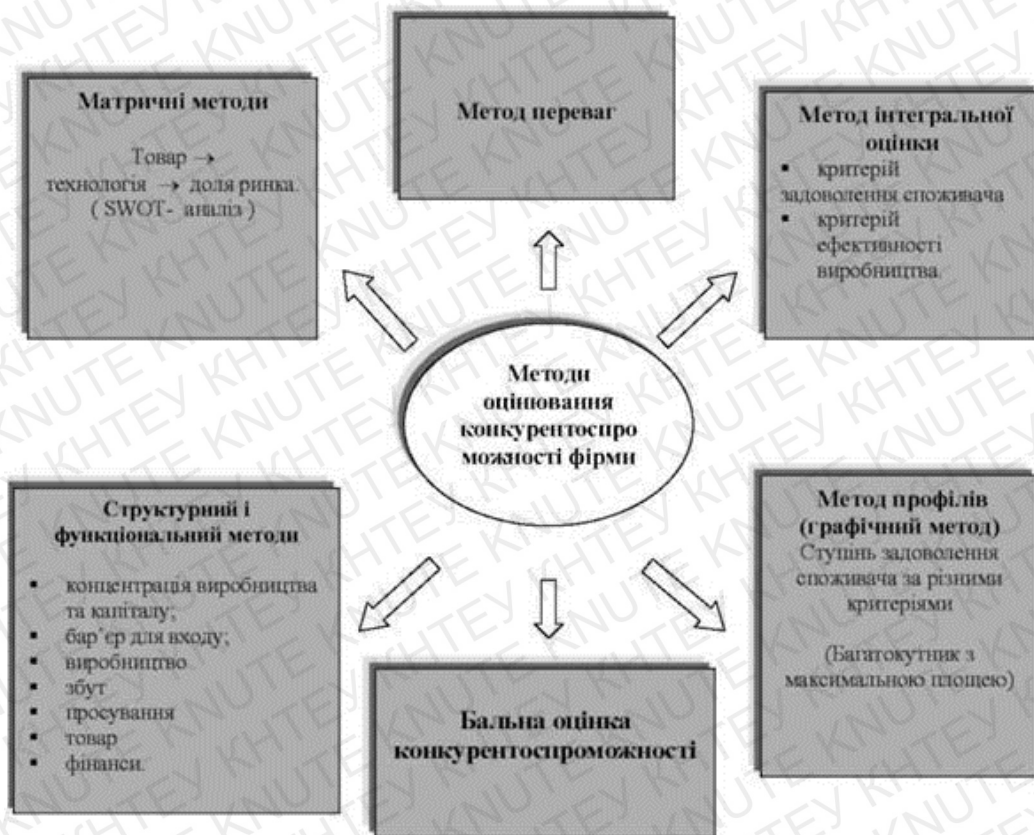 Метод переваг
Матричні методи
Товар →
технологія → доля ринка.
( SWOT- аналіз )
Метод інтегральної
оцінки
▪ критерій
задоволення споживача
▪ критерій
ефективності
виробництва.
Методи
оцінювання
конкурентоспро
можності фірми
Структурний і
функціональний методи
▪ концентрація виробництва
та капіталу;
▪ бар’єр для входу;
▪ виробництво
▪ збут
▪ просування
▪ товар
▪ фінанси.
Бальна оцінка
конкурентоспроможності
Метод профілів
(графічний метод)
Ступінь задоволення
споживача за різними
критеріями
(Багатокутник з
максимальною площею)
КНТЕУ KNUTE